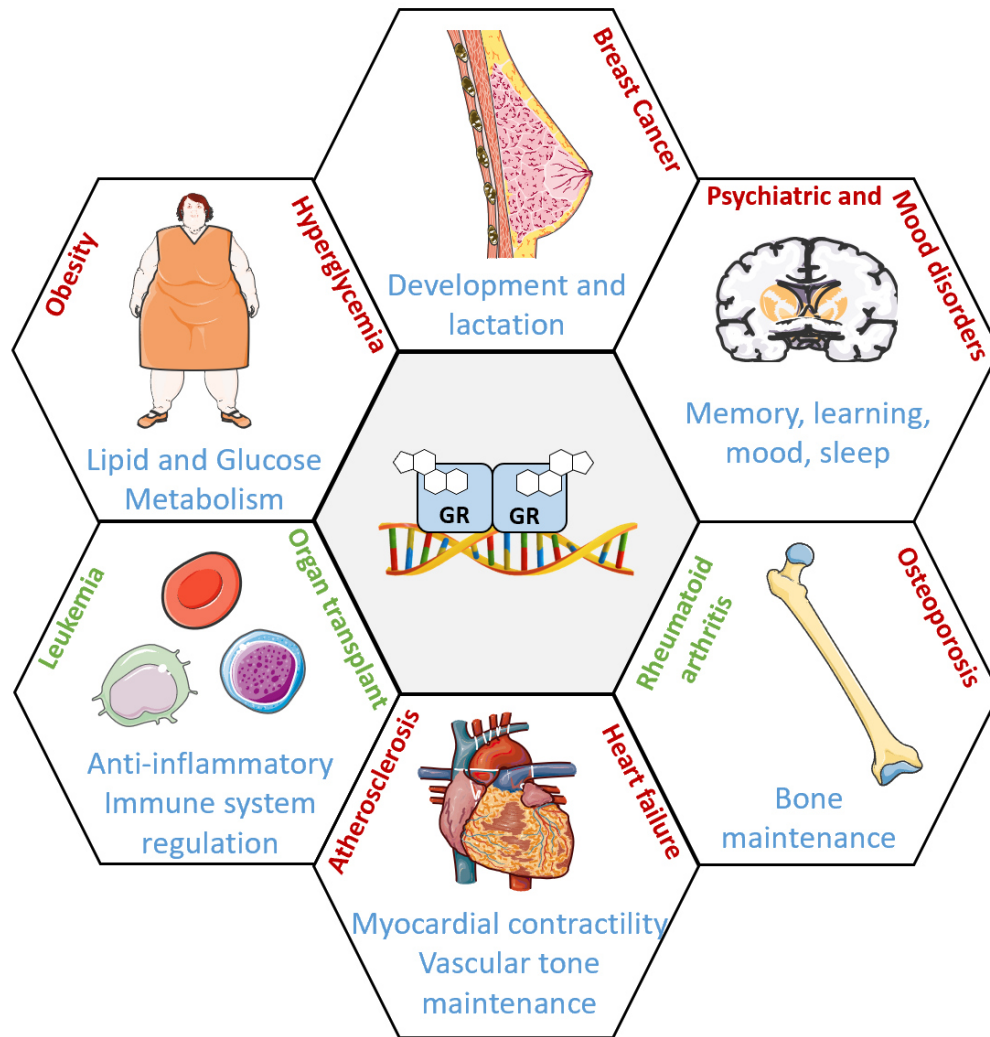 Breast Cancer
Development and
lactation
Psychiatric and
Mood disorders
Memory, learning,
mood, sleep
Obesity
Hyperglycemia
Lipid and Glucose
Metabolism
GR
GR
Leukemia
Organ transplant
Anti-inflammatory
Immune system
regulation
Rheumatoid
arthritis
Osteoporosis
Bone
maintenance
Atherosclerosis
Heart failure
Myocardial contractility
Vascular tone
maintenance